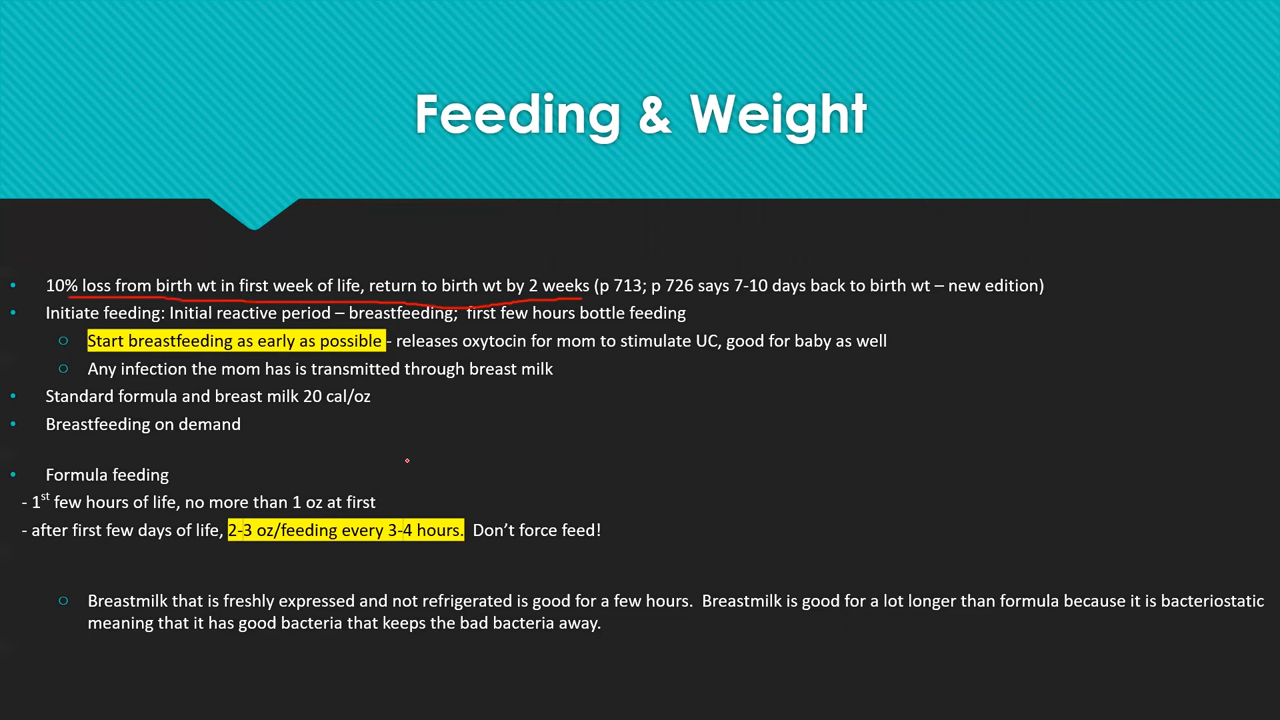 Feeding & Weight
• 10% loss from birth wt in first week of life, return to birth wt by 2 weeks (p 713; p 726 says 7-10 days back to birth wt – new edition)
• Initiate feeding: Initial reactive period – breastfeeding;  first few hours bottle feeding
o Start breastfeeding as early as possible - releases oxytocin for mom to stimulate UC, good for baby as well
o Any infection the mom has is transmitted through breast milk
• Standard formula and breast milk 20 cal/oz
• Breastfeeding on demand
• Formula feeding
- 1st few hours of life, no more than 1 oz at first
- after first few days of life, 2-3 oz/feeding every 3-4 hours.  Don't force feed!
o Breastmilk that is freshly expressed and not refrigerated is good for a few hours.  Breastmilk is good for a lot longer than formula because it is bacteriostatic
meaning that it has good bacteria that keeps the bad bacteria away.